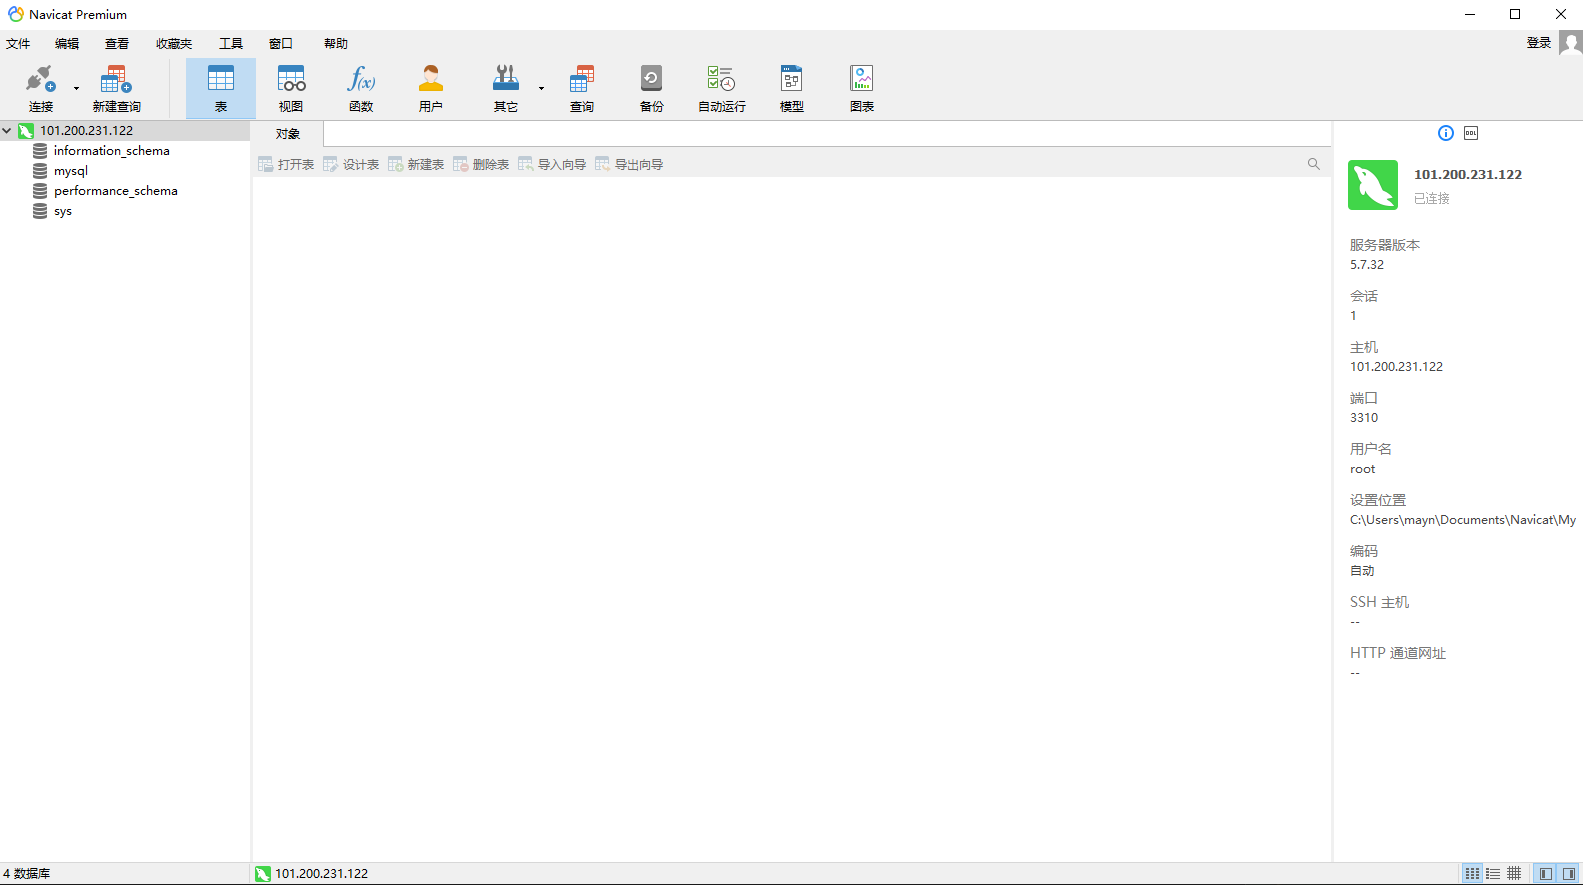 Navicat Premium
文件 编辑 查看 收藏夹 工具 窗口 帮助 登录
连接 新建查询 表 视图 函数 用户 其它 查询 备份 自动运行 模型 图表
101.200.231.122
information_schema
mysql
performance_schema
sys
对象
打开表 设计表 新建表 删除表 导入向导 导出向导
DDL
101.200.231.122
已连接
服务器版本
5.7.32
会话
1
主机
101.200.231.122
端口
3310
用户名
root
设置位置
C:\Users\mayn\Documents\Navicat\My
编码
自动
SSH 主机
--
HTTP 通道网址
--
4 数据库
101.200.231.122